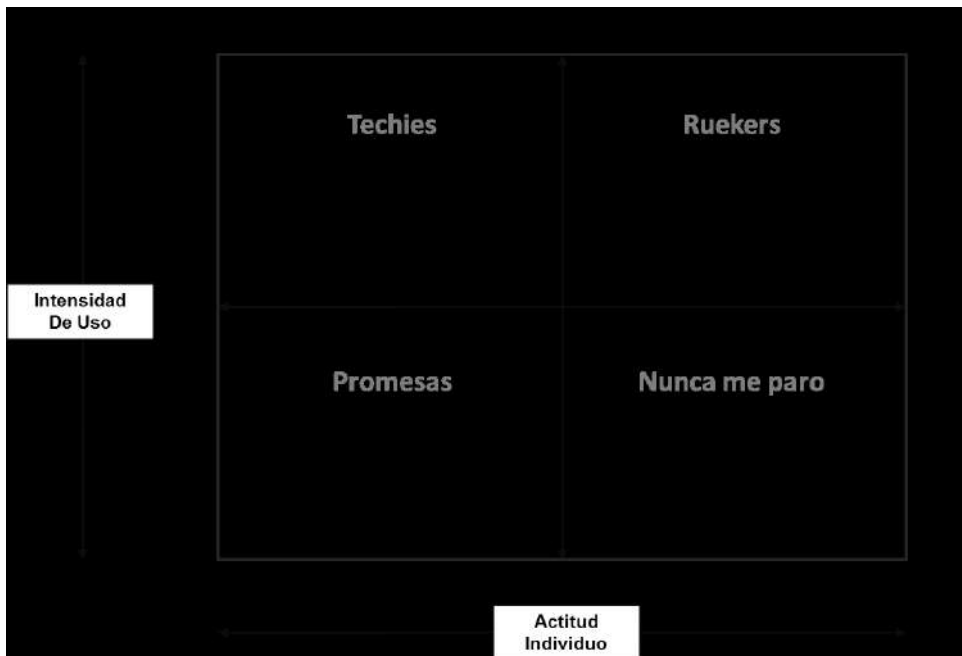 Techies
Ruekers
Intensidad
De Uso
Promesas
Nunca me paro
Actitud
Individuo